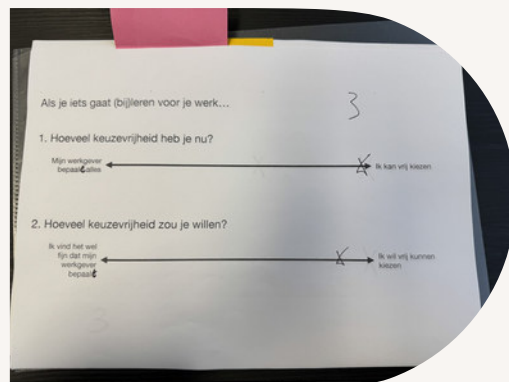 3
Als je iets gaat (bij)leren voor je werk...
1. Hoeveel keuzevrijheid heb je nu?
Mijn werkgever
bepaalt alles
Ik kan vrij kiezen
2. Hoeveel keuzevrijheid zou je willen?
Ik vind het wel
fijn dat mijn
werkgever
bepaalt
Ik wil vrij kunnen
kiezen
3